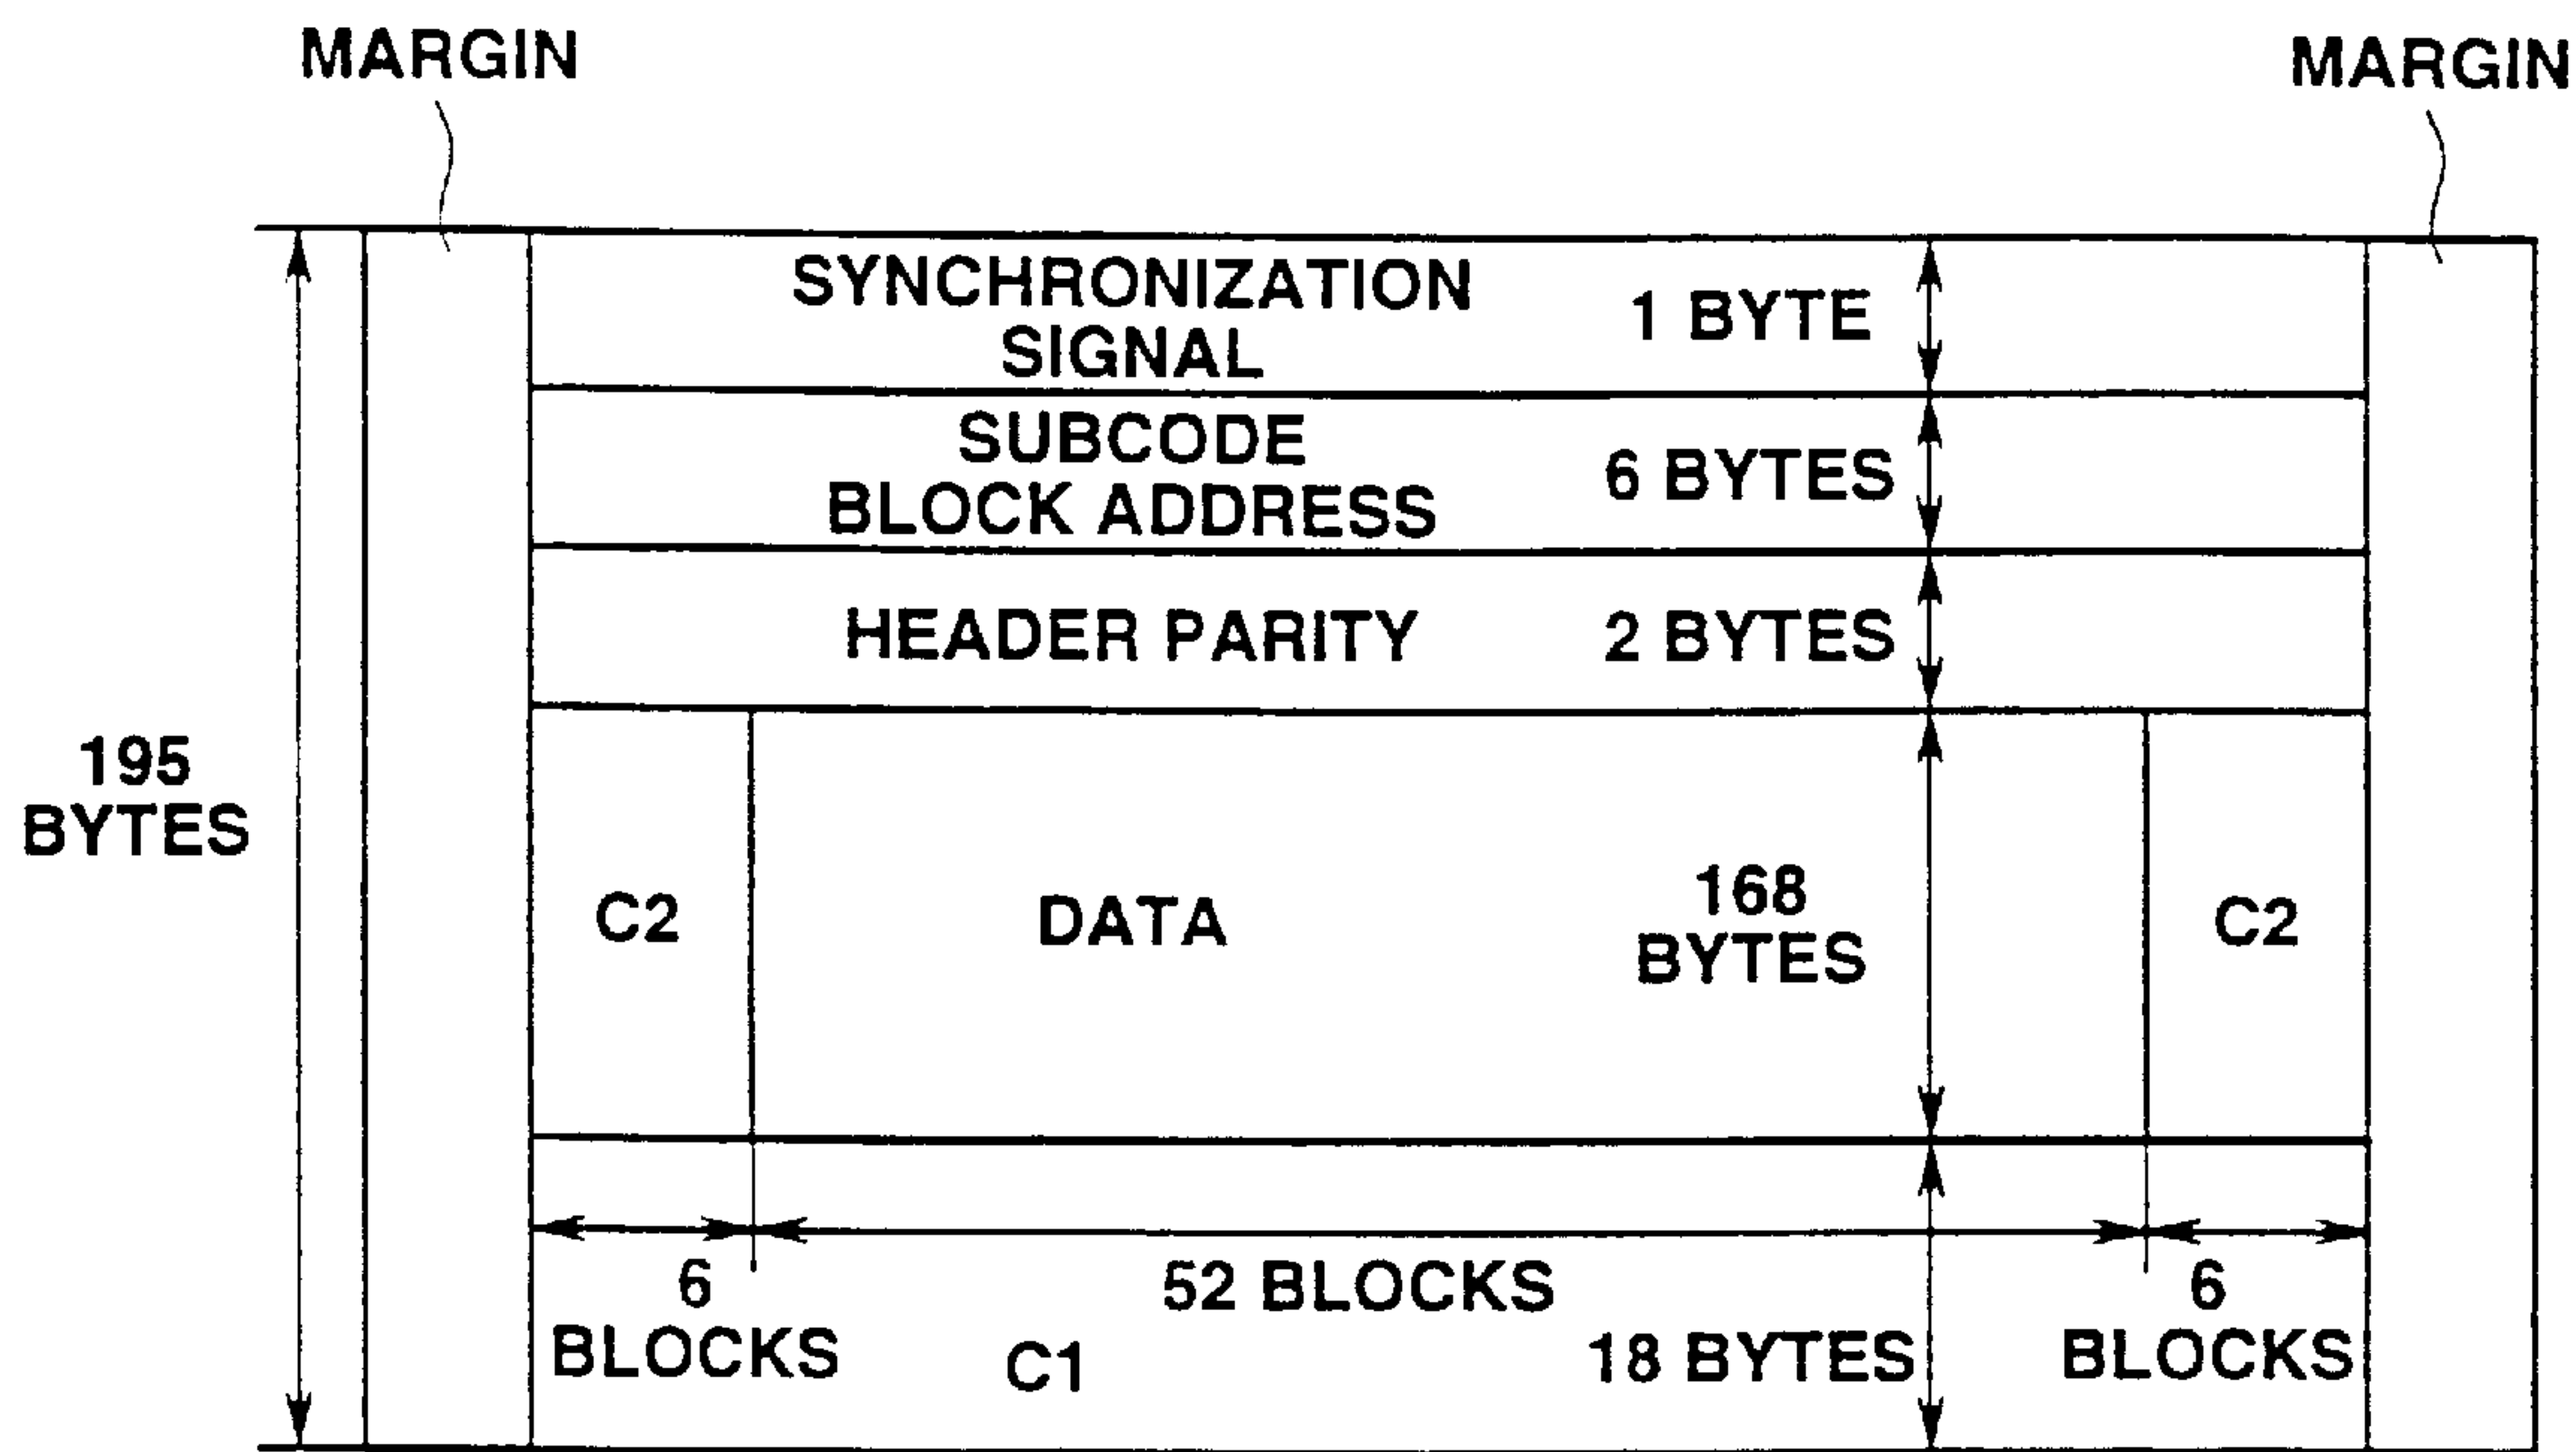 MARGIN
MARGIN
SYNCHRONIZATION
SIGNAL
1 BYTE
SUBCODE
BLOCK ADDRESS
6 BYTES
HEADER PARITY
2 BYTES
195
BYTES
C2
DATA
168
BYTES
C2
6
BLOCKS
52 BLOCKS
6
BLOCKS
C1
18 BYTES